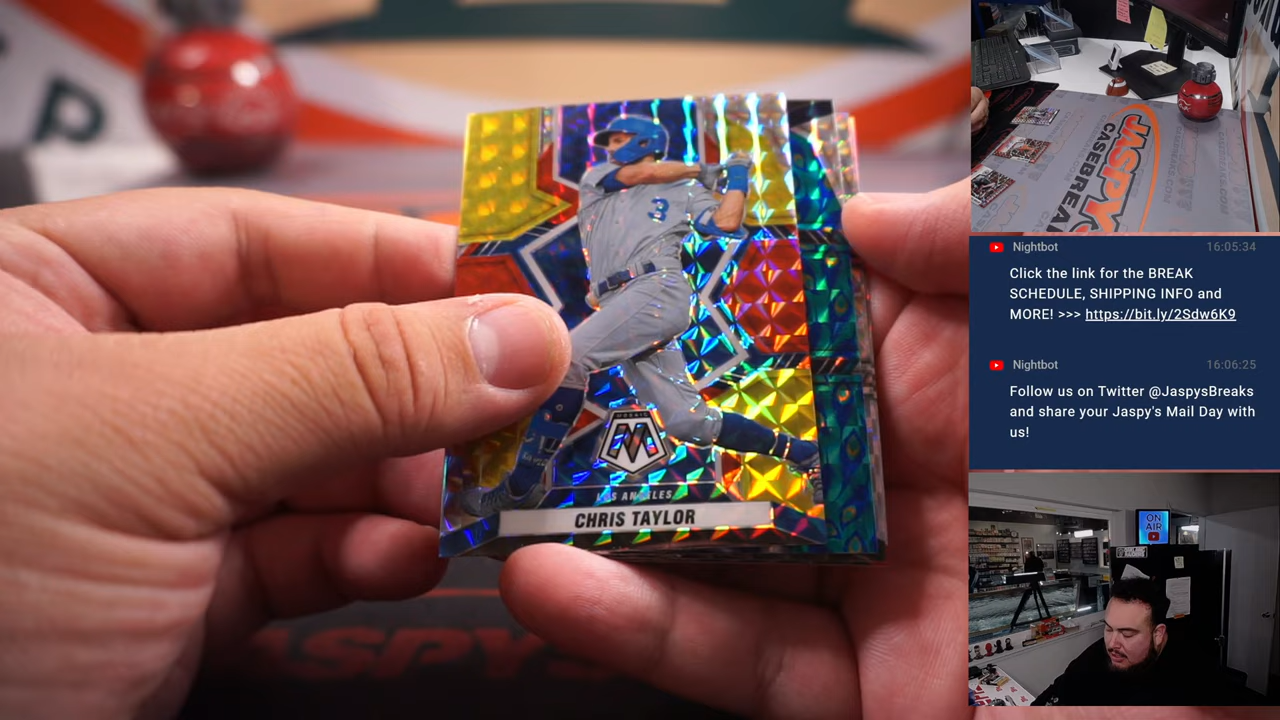 P
3
MOSAIC
M
LOS ANGELES
CHRIS TAYLOR
JASPYS
JASPY'S
CASEBREAKS
Nightbot 16:05:34
Click the link for the BREAK
SCHEDULE, SHIPPING INFO and
MORE! >>> https://bit.ly/2Sdw6K9
Nightbot 16:06:25
Follow us on Twitter @JaspysBreaks
and share your Jaspy's Mail Day with
us!
ON
AIR